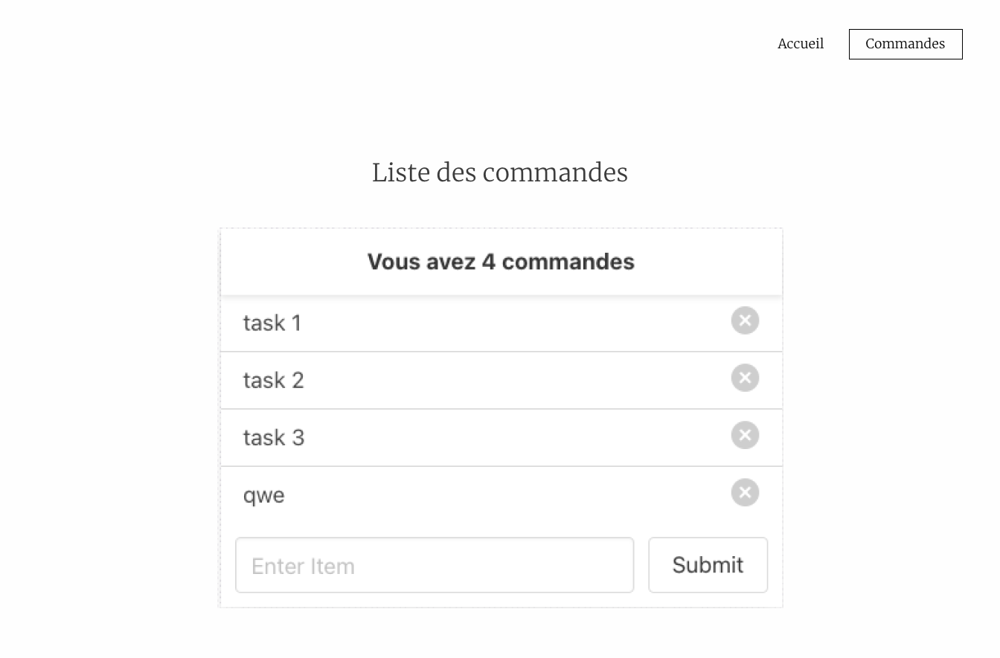 Accueil Commandes
Liste des commandes
Vous avez 4 commandes
task 1
task 2
task 3
qwe
Enter Item Submit